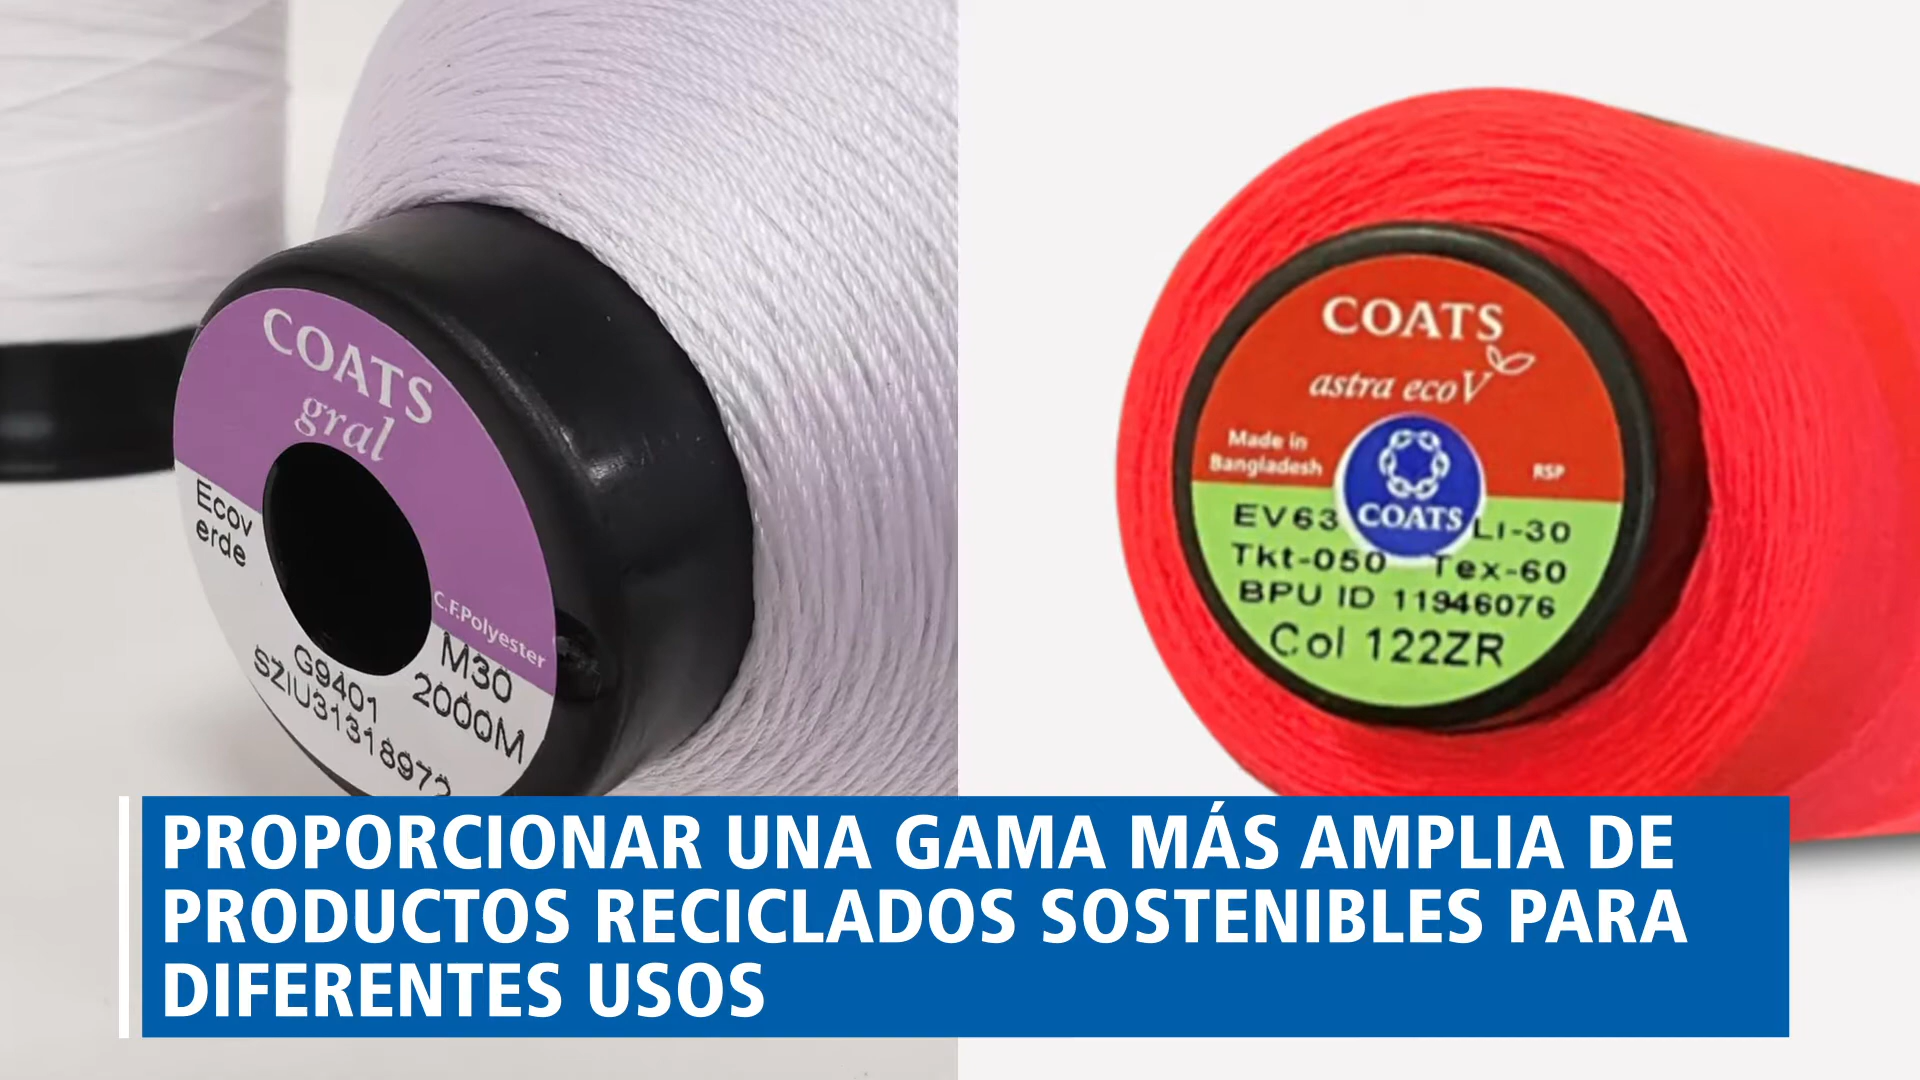 COATS
gral
Ecov
erde
C.F.Polyester
M30
G9401
2000M
COATS
astra eco V
Made in
Bangladesh
RSP
COATS
EV63
LI-30
Tkt-050
Tex-60
BPU ID 11946076
Col 122ZR
PROPORCIONAR UNA GAMA MÁS AMPLIA DE
PRODUCTOS RECICLADOS SOSTENIBLES PARA
DIFERENTES USOS